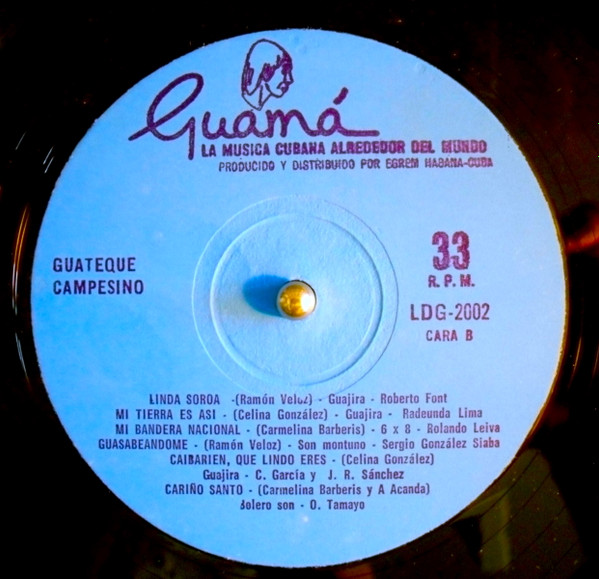 Guamá
LA MUSICA CUBANA ALREDEDOR DEL MUNDO
PRODUCIDO Y DISTRIBUIDO POR EGREM HABANA-CUBA
GUATEQUE
CAMPESINO
33
R. P. M.
LDG-2002
CARA B
LINDA SOROA -(Ramón Veloz) - Guajira - Roberto Font
MI TIERRA ES ASI - (Celina González) - Guajira - Radeunda Lima
MI BANDERA NACIONAL - (Carmelina Barberis) - 6 x 8 - Rolando Leiva
GUASABEANDOME - (Ramón Veloz) - Son montuno - Sergio González Siaba
CAIBARIEN, QUE LINDO ERES - (Celina González)
Guajira - C. García y J. R. Sánchez
CARIÑO SANTO - (Carmelina Barberis y A Acanda)
Bolero son - O. Tamayo